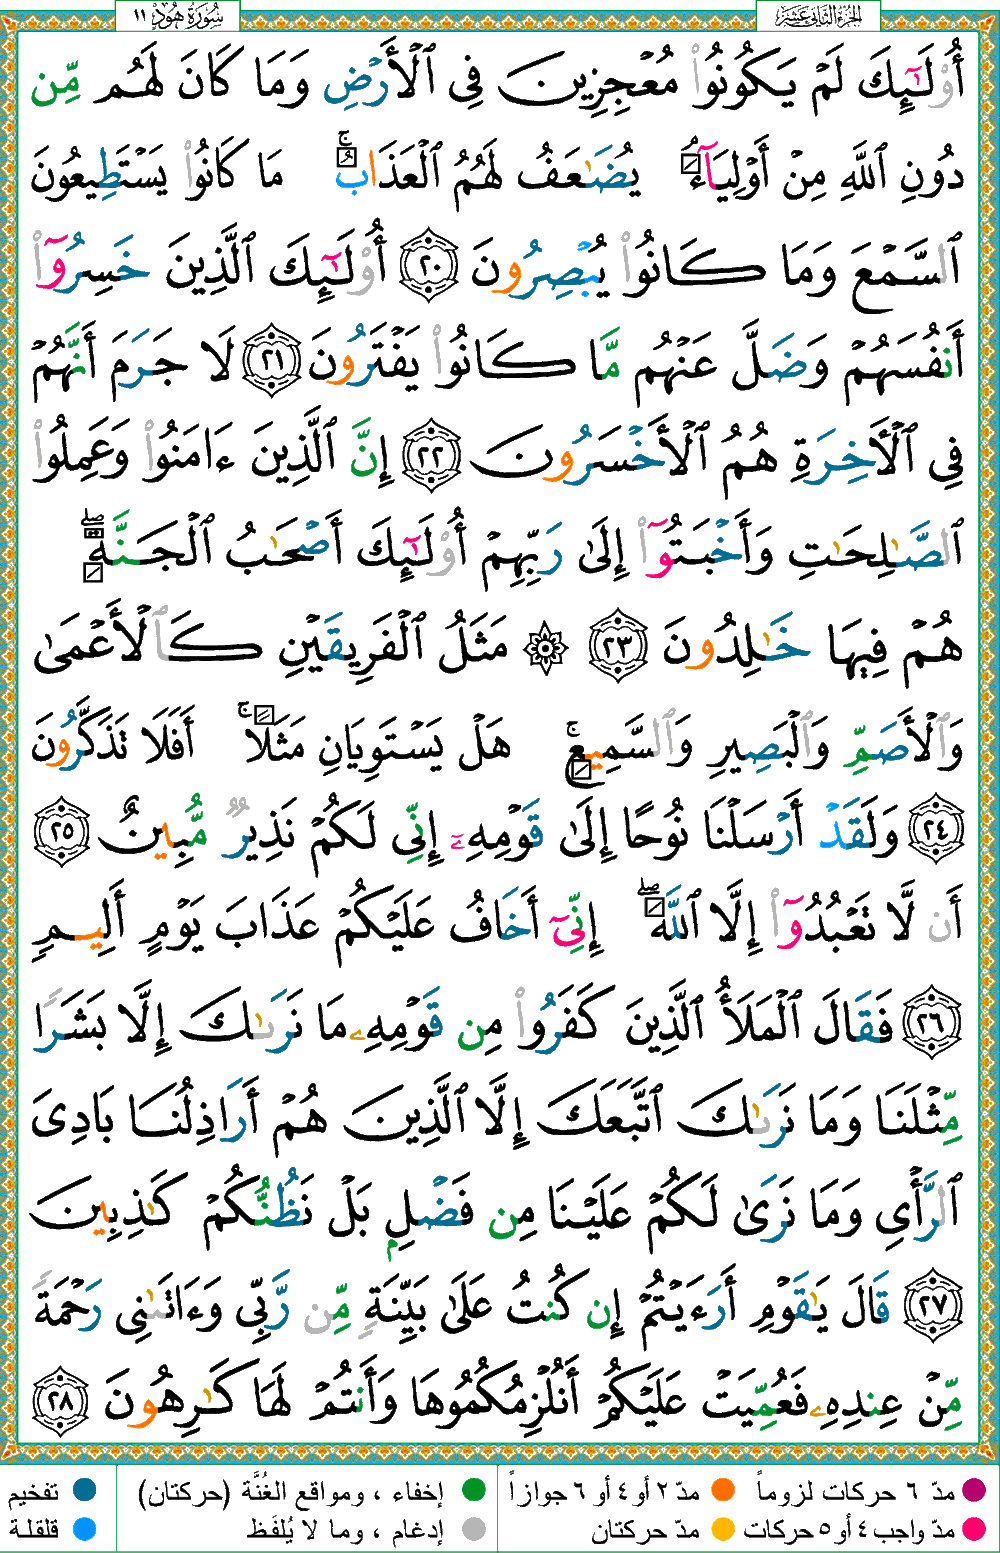 الجزء الثاني عشر
سورة هود ١١
أُو۟لَٰٓئِكَ لَمْ يَكُونُوا۟ مُعْجِزِينَ فِى ٱلْأَرْضِ وَمَا كَانَ لَهُم مِّن
دُونِ ٱللَّهِ مِنْ أَوْلِيَآءَ ۘ يُضَٰعَفُ لَهُمُ ٱلْعَذَابُ ۚ مَا كَانُوا۟ يَسْتَطِيعُونَ
ٱلسَّمْعَ وَمَا كَانُوا۟ يُبْصِرُونَ ٢٠ أُو۟لَٰٓئِكَ ٱلَّذِينَ خَسِرُوٓا۟
أَنفُسَهُمْ وَضَلَّ عَنْهُم مَّا كَانُوا۟ يَفْتَرُونَ ٢١ لَا جَرَمَ أَنَّهُمْ
فِى ٱلْأَخِرَةِ هُمُ ٱلْأَخْسَرُونَ ٢٢ إِنَّ ٱلَّذِينَ ءَامَنُوا۟ وَعَمِلُوا۟
ٱلصَّٰلِحَٰتِ وَأَخْبَتُوٓا۟ إِلَىٰ رَبِّهِمْ أُو۟لَٰٓئِكَ أَصْحَٰبُ ٱلْجَنَّةِ ۖ
هُمْ فِيهَا خَٰلِدُونَ ٢٣ ۞ مَثَلُ ٱلْفَرِيقَيْنِ كَٱلْأَعْمَىٰ
وَٱلْأَصَمِّ وَٱلْبَصِيرِ وَٱلسَّمِيعِ ۚ هَلْ يَسْتَوِيَانِ مَثَلًا ۚ أَفَلَا تَذَكَّرُونَ
٢٤ وَلَقَدْ أَرْسَلْنَا نُوحًا إِلَىٰ قَوْمِهِۦٓ إِنِّى لَكُمْ نَذِيرٌ مُّبِينٌ ٢٥
أَن لَّا تَعْبُدُوٓا۟ إِلَّا ٱللَّهَ ۖ إِنِّىٓ أَخَافُ عَلَيْكُمْ عَذَابَ يَوْمٍ أَلِيمٍ
٢٦ فَقَالَ ٱلْمَلَأُ ٱلَّذِينَ كَفَرُوا۟ مِن قَوْمِهِۦ مَا نَرَىٰكَ إِلَّا بَشَرًا
مِّثْلَنَا وَمَا نَرَىٰكَ ٱتَّبَعَكَ إِلَّا ٱلَّذِينَ هُمْ أَرَاذِلُنَا بَادِىَ
ٱلرَّأْىِ وَمَا نَرَىٰ لَكُمْ عَلَيْنَا مِن فَضْلٍۭ بَلْ نَظُنُّكُمْ كَٰذِبِينَ
٢٧ قَالَ يَٰقَوْمِ أَرَءَيْتُمْ إِن كُنتُ عَلَىٰ بَيِّنَةٍ مِّن رَّبِّى وَءَاتَىٰنِى رَحْمَةً
مِّنْ عِندِهِۦ فَعُمِّيَتْ عَلَيْكُمْ أَنُلْزِمُكُمُوهَا وَأَنتُمْ لَهَا كَٰرِهُونَ ٢٨
مدّ ٦ حركات لزوماً مدّ ٢ أو ٤ أو ٦ جوازاً إخفاء ، ومواقع الغُنَّة (حركتان) تفخيم
مدّ واجب ٤ أو ٥ حركات مدّ حركتان إدغام ، وما لا يُلفَظ قلقلة